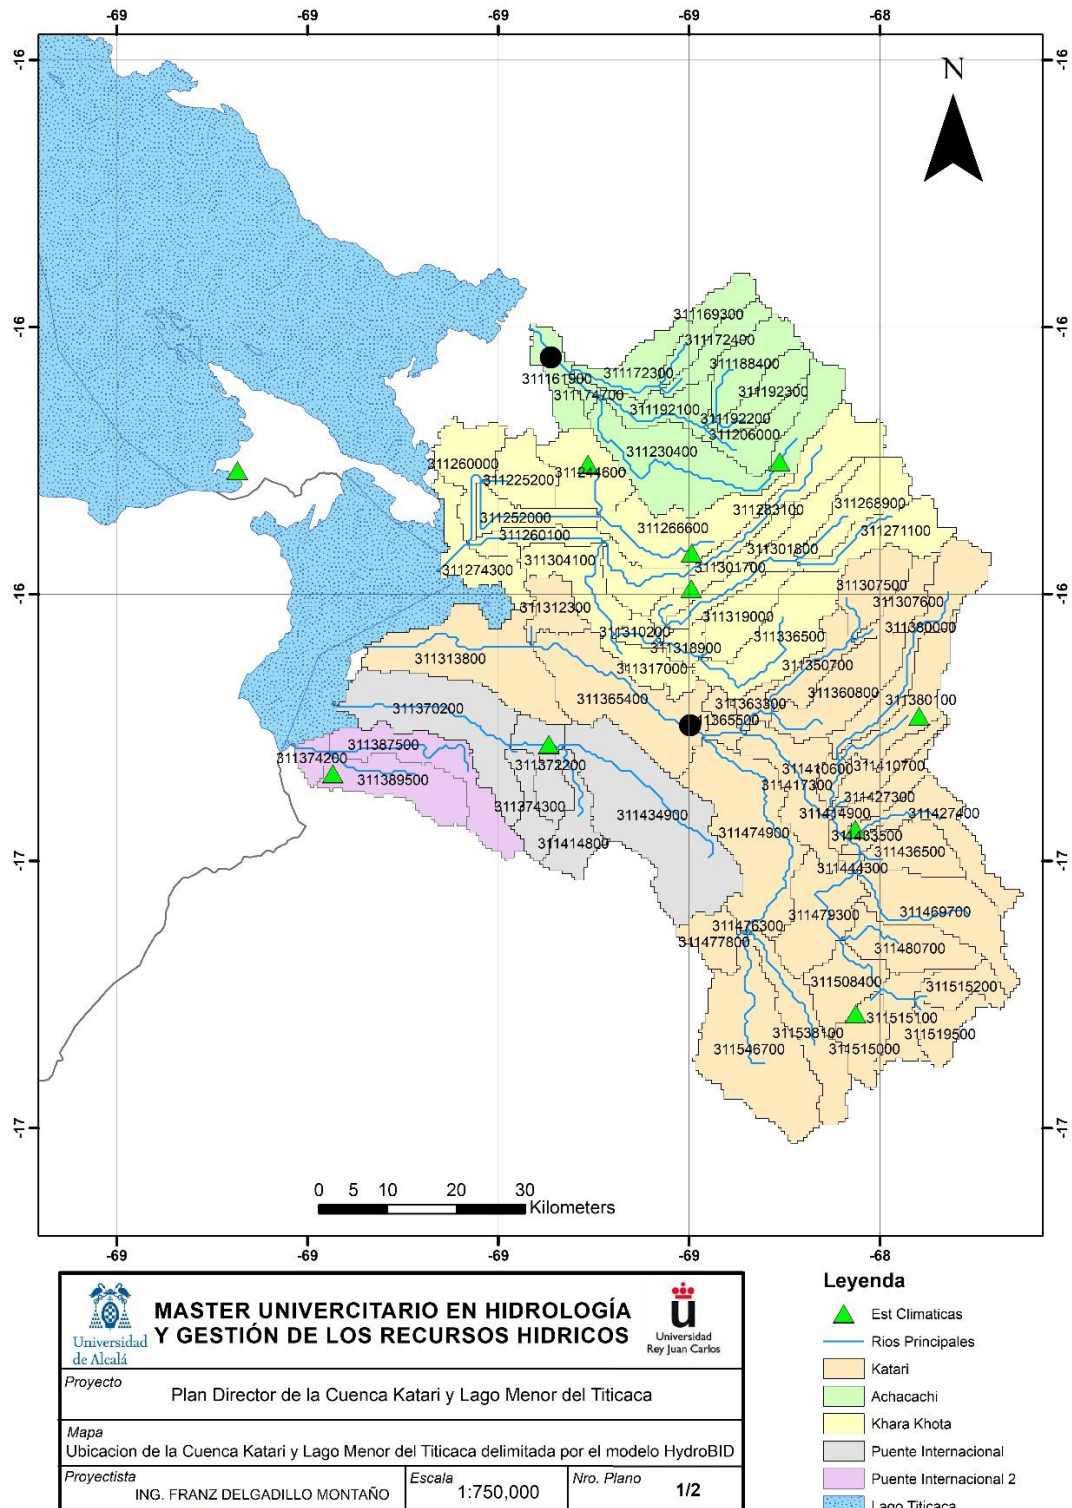 -69 -69 -69 -69 -68
-16 -16
N
311169300
-16 -16
311172400
311188400
311172300
311161900
311192300
311174700
311192100
311192200
311206000
311230400
311260000
311244600
311225200
311283100
311268900
311252000
311266600
311271100
311260100
311301800
311304100
311301700
311274300
311307500
-16 -16
311307600
311312300
311319000
311380000
311310200
311336500
311318900
311313800
311317000
311350700
311360800
311365400
311363300
311380100
311370200
311365500
311387500
311374200
311372200
311410600
311410700
311389500
311417300
311427300
311374300
311414900
311427400
311434900
311474900
311433500
311414800
311436500
-17 -17
311444300
311479300
311469700
311476300
311477800
311480700
311508400
311515200
311515100
311538100
311519500
311546700
311515000
-17 -17
0 5 10 20 30
Kilometers
-69 -69 -69 -69 -68
Universidad
de Alcalá
MASTER UNIVERCITARIO EN HIDROLOGÍA
Y GESTIÓN DE LOS RECURSOS HIDRICOS
u
Universidad
Rey Juan Carlos
Proyecto
Plan Director de la Cuenca Katari y Lago Menor del Titicaca
Mapa
Ubicacion de la Cuenca Katari y Lago Menor del Titicaca delimitada por el modelo HydroBID
Proyectista
ING. FRANZ DELGADILLO MONTAÑO
Escala
1:750,000
Nro. Plano
1/2
Leyenda
Est Climaticas
Rios Principales
Katari
Achacachi
Khara Khota
Puente Internacional
Puente Internacional 2
Lago Titicaca